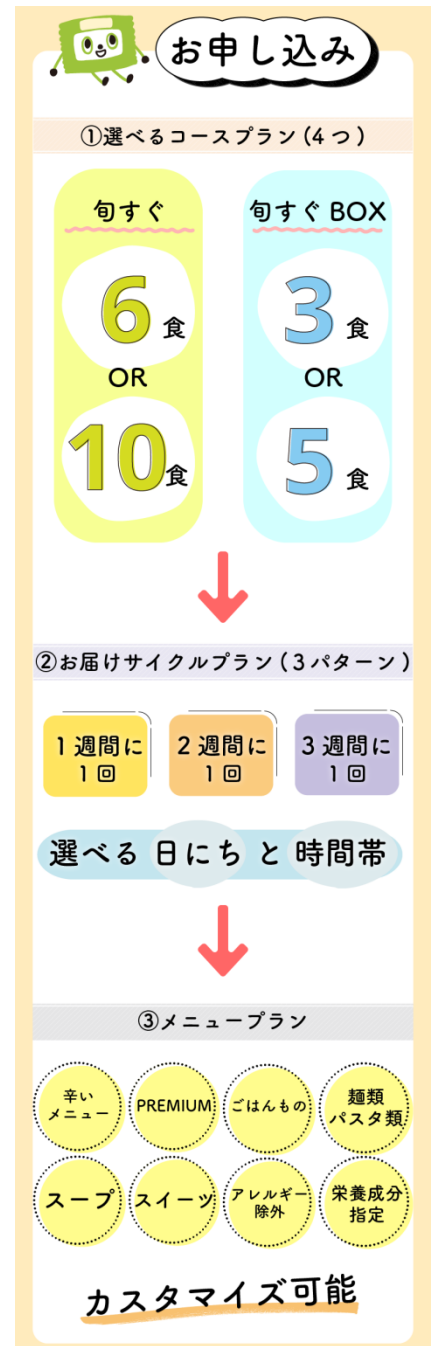 お申し込み
①選べるコースプラン(4つ)
旬すぐ
6食
OR
10食
旬すぐBOX
3食
OR
5食
②お届けサイクルプラン(3パターン)
1週間に
1回
2週間に
1回
3週間に
1回
選べる 日にち と 時間帯
③メニュープラン
辛い
メニュー
PREMIUM
ごはんもの
麺類
パスタ類
スープ
スイーツ
アレルギー
除外
栄養成分
指定
カスタマイズ可能